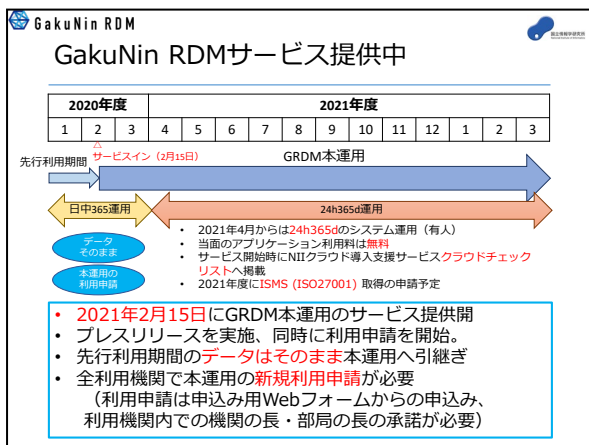 GakuNin RDM
国立情報学研究所
GakuNin RDMサービス提供中
2020年度 2021年度
1 2 3 4 5 6 7 8 9 10 11 12 1 2 3
△
サービスイン（2月15日）
先行利用期間
GRDM本運用
日中365運用
24h365d運用
データ
そのまま
本運用の
利用申請
• 2021年4月からは24h365dのシステム運用（有人）
• 当面のアプリケーション利用料は無料
• サービス開始時にNIIクラウド導入支援サービスクラウドチェック
リストへ掲載
• 2021年度にISMS (ISO27001) 取得の申請予定
• 2021年2月15日にGRDM本運用のサービス提供開
• プレスリリースを実施、同時に利用申請を開始。
• 先行利用期間のデータはそのまま本運用へ引継ぎ
• 全利用機関で本運用の新規利用申請が必要
（利用申請は申込み用Webフォームからの申込み、
利用機関内での機関の長・部局の長の承諾が必要）